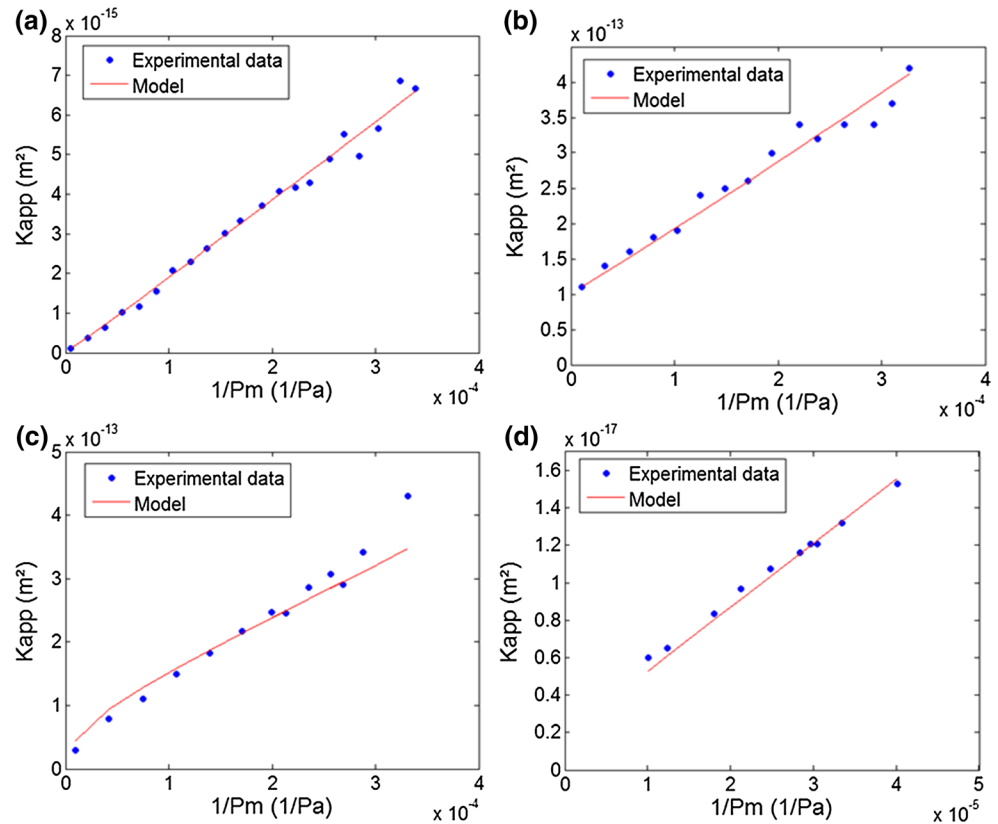 (a)
x 10-15
8
7
6
5
4
3
2
1
0
Kapp (m²)
Experimental data
Model
0 1 2 3 4
1/Pm (1/Pa)
x 10-4
(b)
x 10-13
4
3.5
3
2.5
2
1.5
1
0.5
0
Kapp (m²)
Experimental data
Model
0 1 2 3 4
1/Pm (1/Pa)
x 10-4
(c)
x 10-13
5
4
3
2
1
0
Kapp (m²)
Experimental data
Model
0 1 2 3 4
1/Pm (1/Pa)
x 10-4
(d)
x 10-17
1.6
1.4
1.2
1
0.8
0.6
0.4
0.2
0
Kapp (m²)
Experimental data
Model
0 1 2 3 4 5
1/Pm (1/Pa)
x 10-5